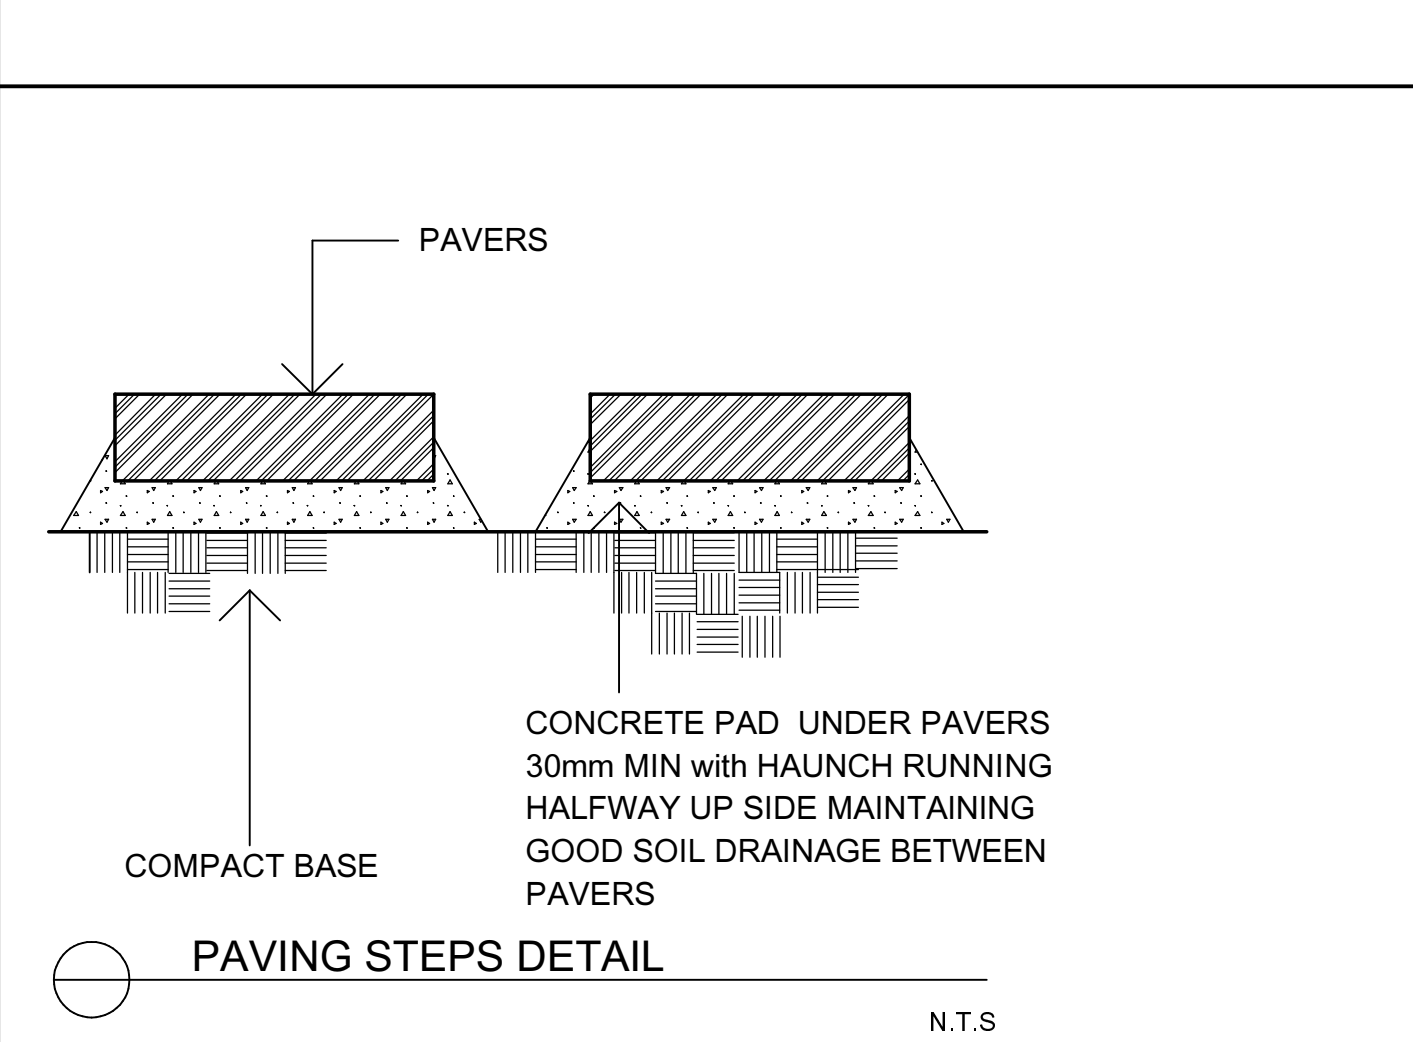 PAVERS
CONCRETE PAD UNDER PAVERS
30mm MIN with HAUNCH RUNNING
HALFWAY UP SIDE MAINTAINING
GOOD SOIL DRAINAGE BETWEEN
PAVERS
COMPACT BASE
PAVING STEPS DETAIL
N.T.S